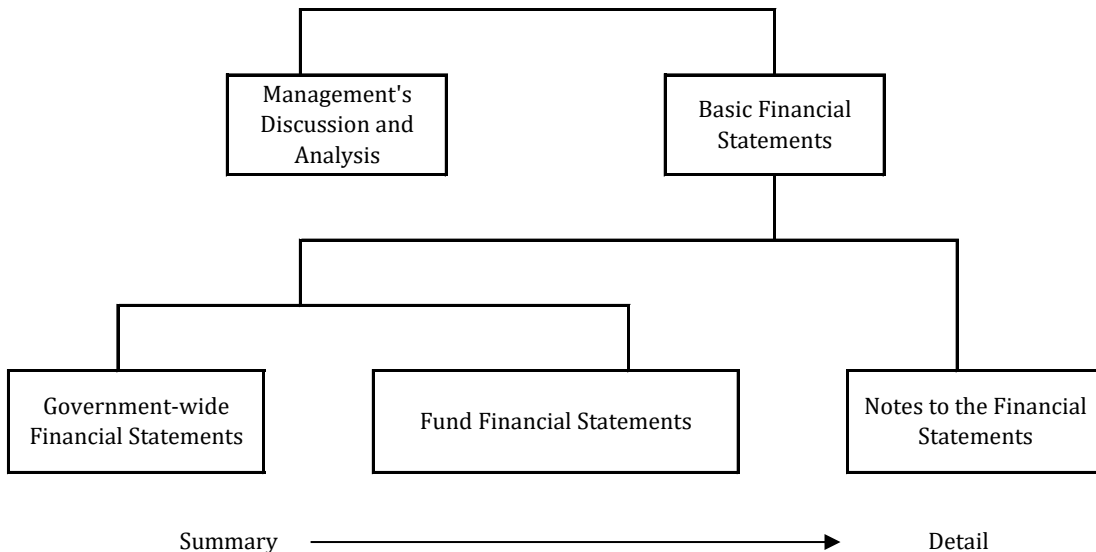 Management's
Discussion and
Analysis
Basic Financial
Statements
Government-wide
Financial Statements
Fund Financial Statements
Notes to the Financial
Statements
Summary
Detail